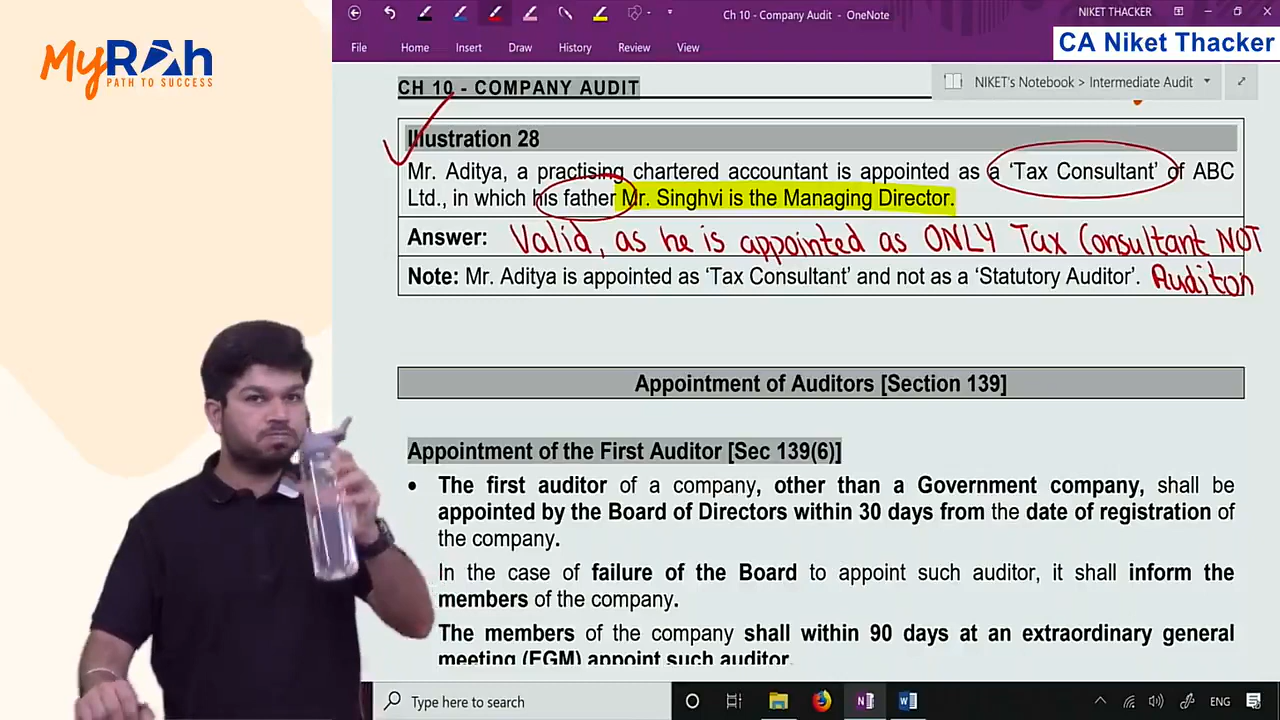 MyRAh
PATH TO SUCCESS
Ch 10 - Company Audit - OneNote
NIKET THACKER
File Home Insert Draw History Review View
CA Niket Thacker
CH 10 - COMPANY AUDIT
NIKET's Notebook > Intermediate Audit
Illustration 28
Mr. Aditya, a practising chartered accountant is appointed as a 'Tax Consultant' of ABC
Ltd., in which his father Mr. Singhvi is the Managing Director.
Answer: Valid, as he is appointed as ONLY Tax Consultant NOT
Note: Mr. Aditya is appointed as 'Tax Consultant' and not as a 'Statutory Auditor'. Auditor
Appointment of Auditors [Section 139]
Appointment of the First Auditor [Sec 139(6)]
• The first auditor of a company, other than a Government company, shall be
appointed by the Board of Directors within 30 days from the date of registration of
the company.
In the case of failure of the Board to appoint such auditor, it shall inform the
members of the company.
The members of the company shall within 90 days at an extraordinary general
meeting (EGM) appoint such auditor.
Type here to search
ENG